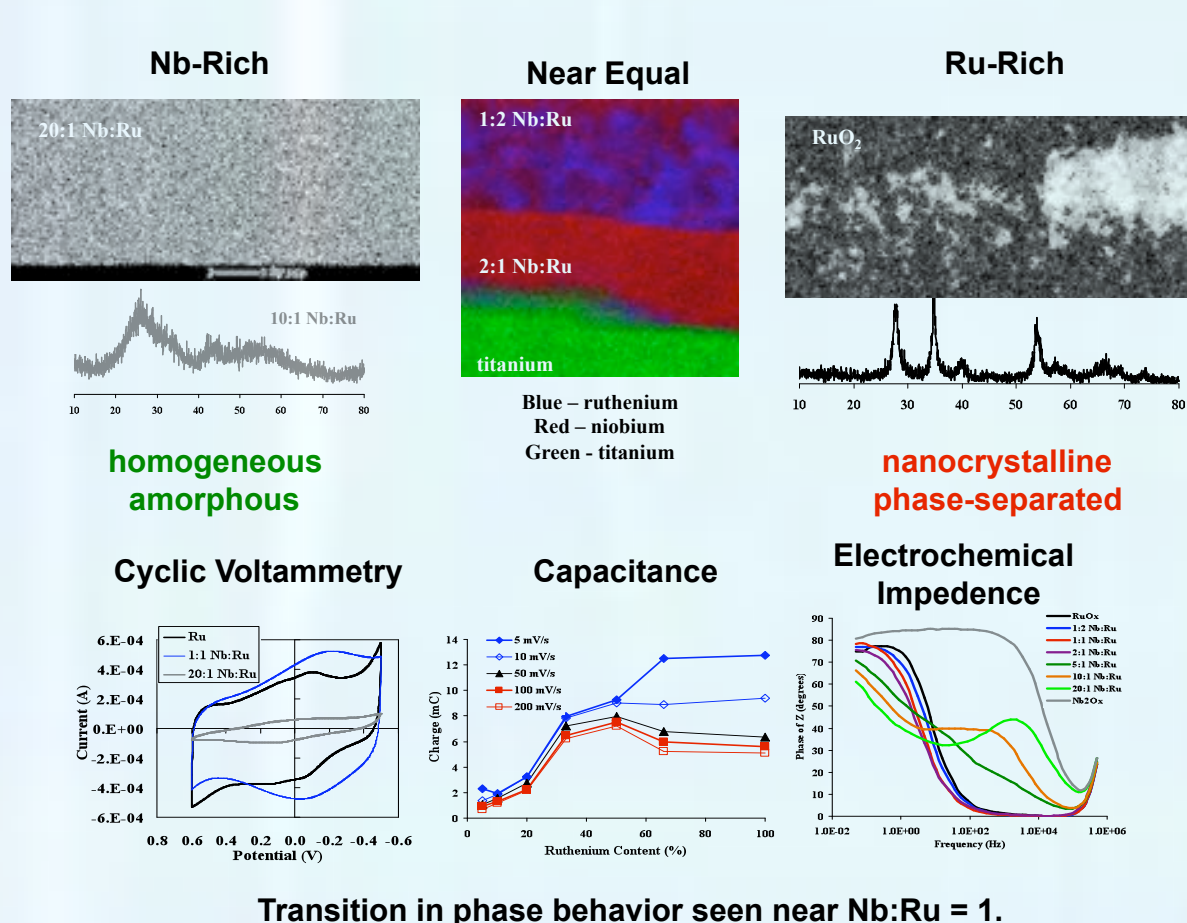 Nb-Rich
Near Equal
Ru-Rich
20:1 Nb:Ru
1:2 Nb:Ru
2:1 Nb:Ru
titanium
RuO₂
10:1 Nb:Ru
10 20 30 40 50 60 70 80
10 20 30 40 50 60 70 80
Blue – ruthenium
Red – niobium
Green - titanium
homogeneous
amorphous
nanocrystalline
phase-separated
Cyclic Voltammetry
Capacitance
Electrochemical
Impedence
Ru
1:1 Nb:Ru
20:1 Nb:Ru
6.E-04
4.E-04
2.E-04
0.E+00
-2.E-04
-4.E-04
-6.E-04
Current (A)
0.8 0.6 0.4 0.2 0.0 -0.2 -0.4 -0.6
Potential (V)
5 mV/s
10 mV/s
50 mV/s
100 mV/s
200 mV/s
14
12
10
8
6
4
2
0
Charge (mC)
0 20 40 60 80 100
Ruthenium Content (%)
RuOx
1:2 Nb:Ru
1:1 Nb:Ru
2:1 Nb:Ru
5:1 Nb:Ru
10:1 Nb:Ru
20:1 Nb:Ru
Nb2Ox
90
80
70
60
50
40
30
20
10
0
Phase of Z (degrees)
1.0E-02 1.0E+00 1.0E+02 1.0E+04 1.0E+06
Frequency (Hz)
Transition in phase behavior seen near Nb:Ru = 1.